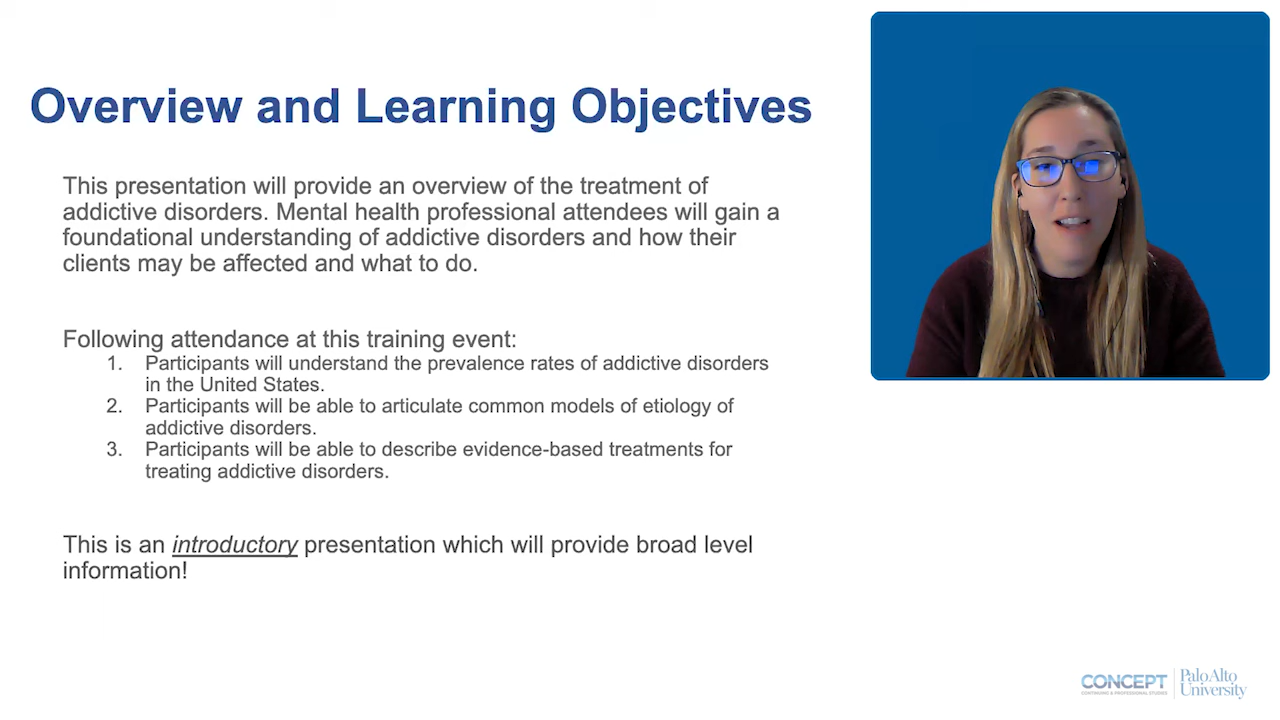 Overview and Learning Objectives
This presentation will provide an overview of the treatment of
addictive disorders. Mental health professional attendees will gain a
foundational understanding of addictive disorders and how their
clients may be affected and what to do.
Following attendance at this training event:
1. Participants will understand the prevalence rates of addictive disorders
in the United States.
2. Participants will be able to articulate common models of etiology of
addictive disorders.
3. Participants will be able to describe evidence-based treatments for
treating addictive disorders.
This is an introductory presentation which will provide broad level
information!
CONCEPT
CONTINUING & PROFESSIONAL STUDIES
Palo Alto
University